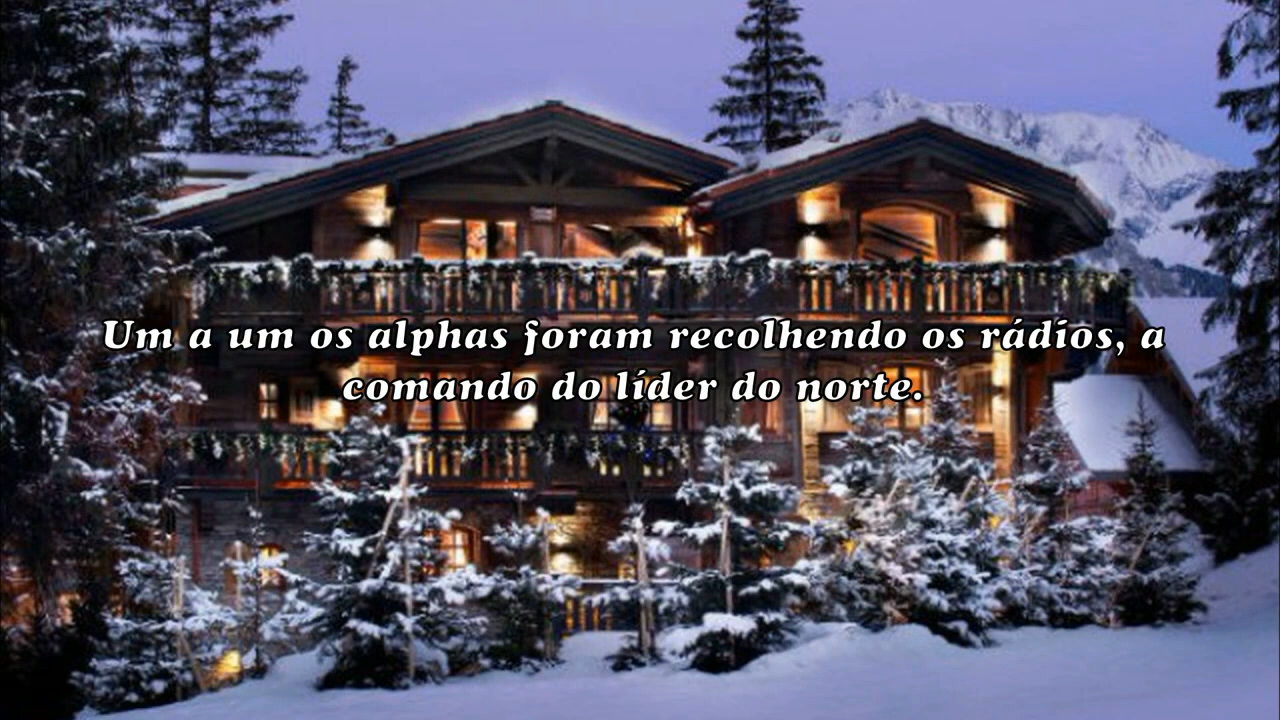 Um a um os alphas foram recolhendo os rádios, a
comando do líder do norte.